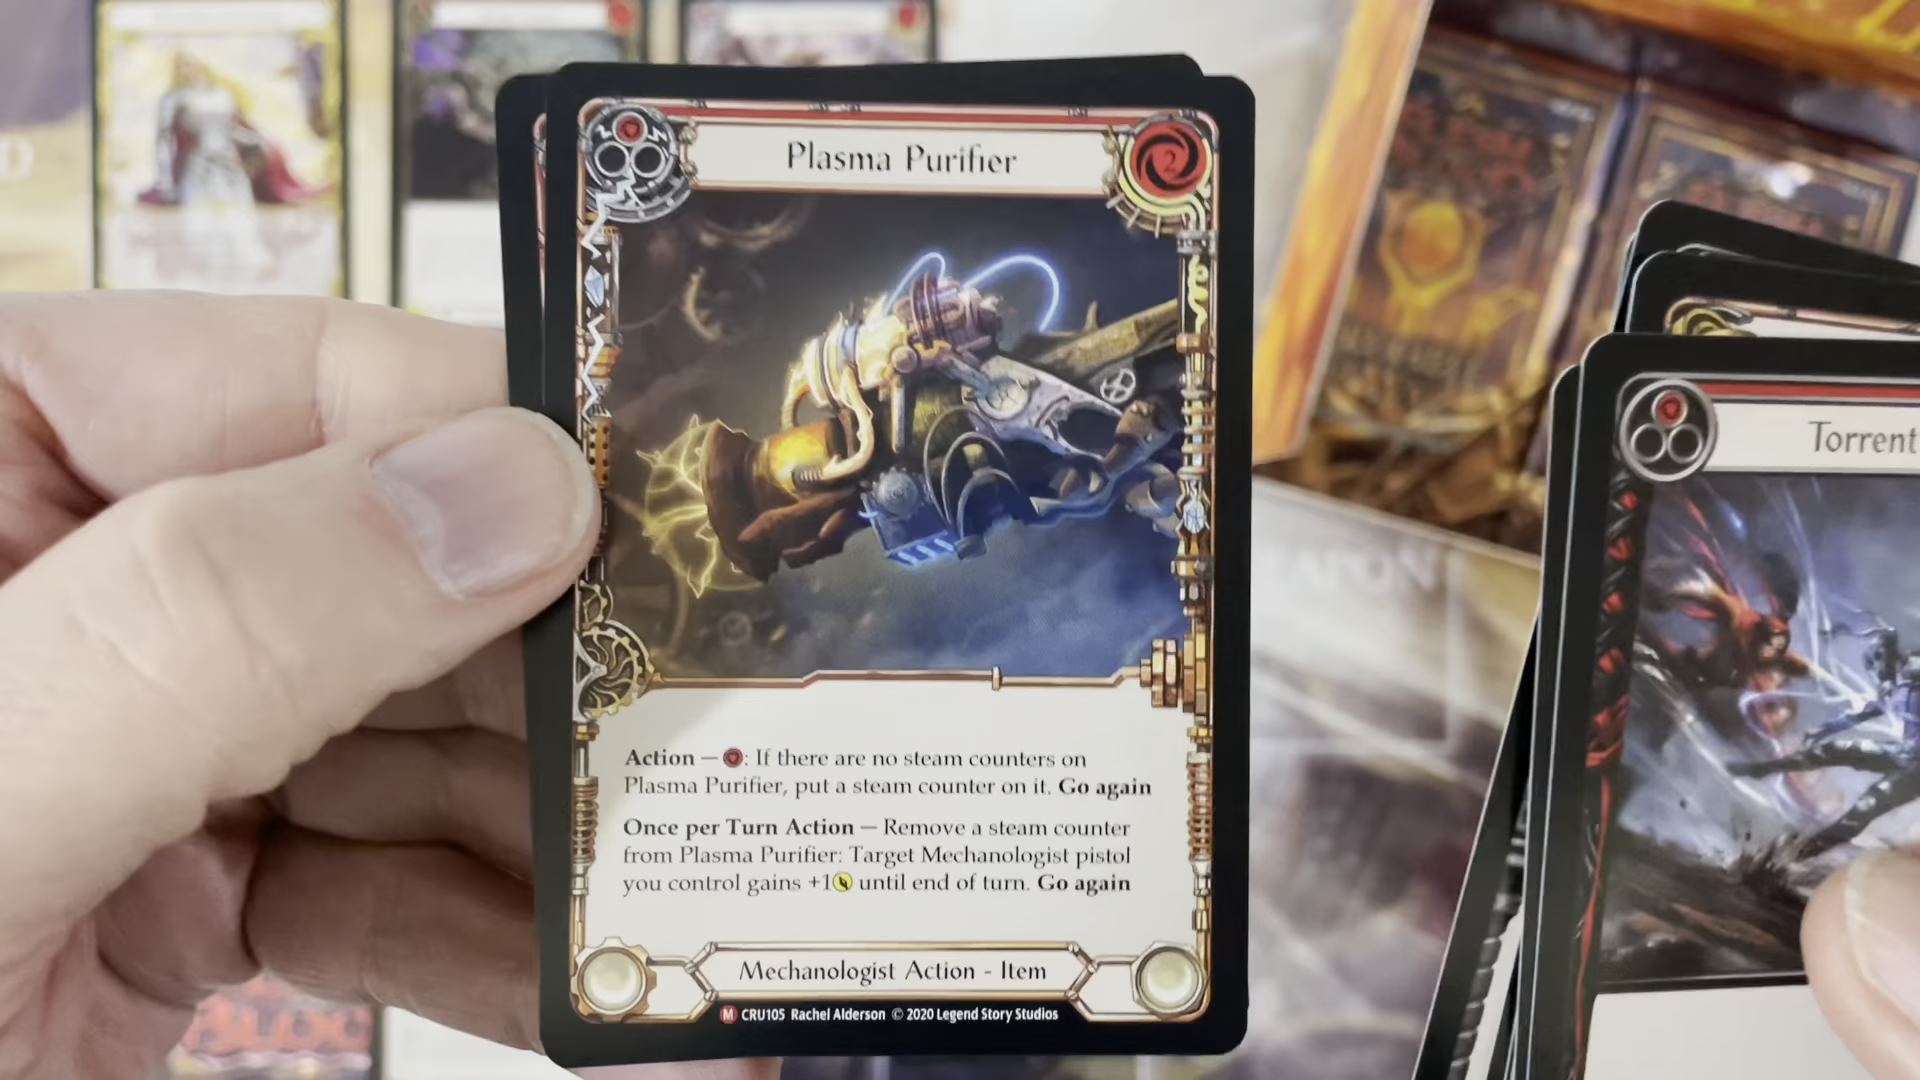 Plasma Purifier
2
Action — : If there are no steam counters on
Plasma Purifier, put a steam counter on it. Go again
Once per Turn Action — Remove a steam counter
from Plasma Purifier: Target Mechanologist pistol
you control gains +1 until end of turn. Go again
Mechanologist Action - Item
M CRU105 Rachel Alderson © 2020 Legend Story Studios
Torrent